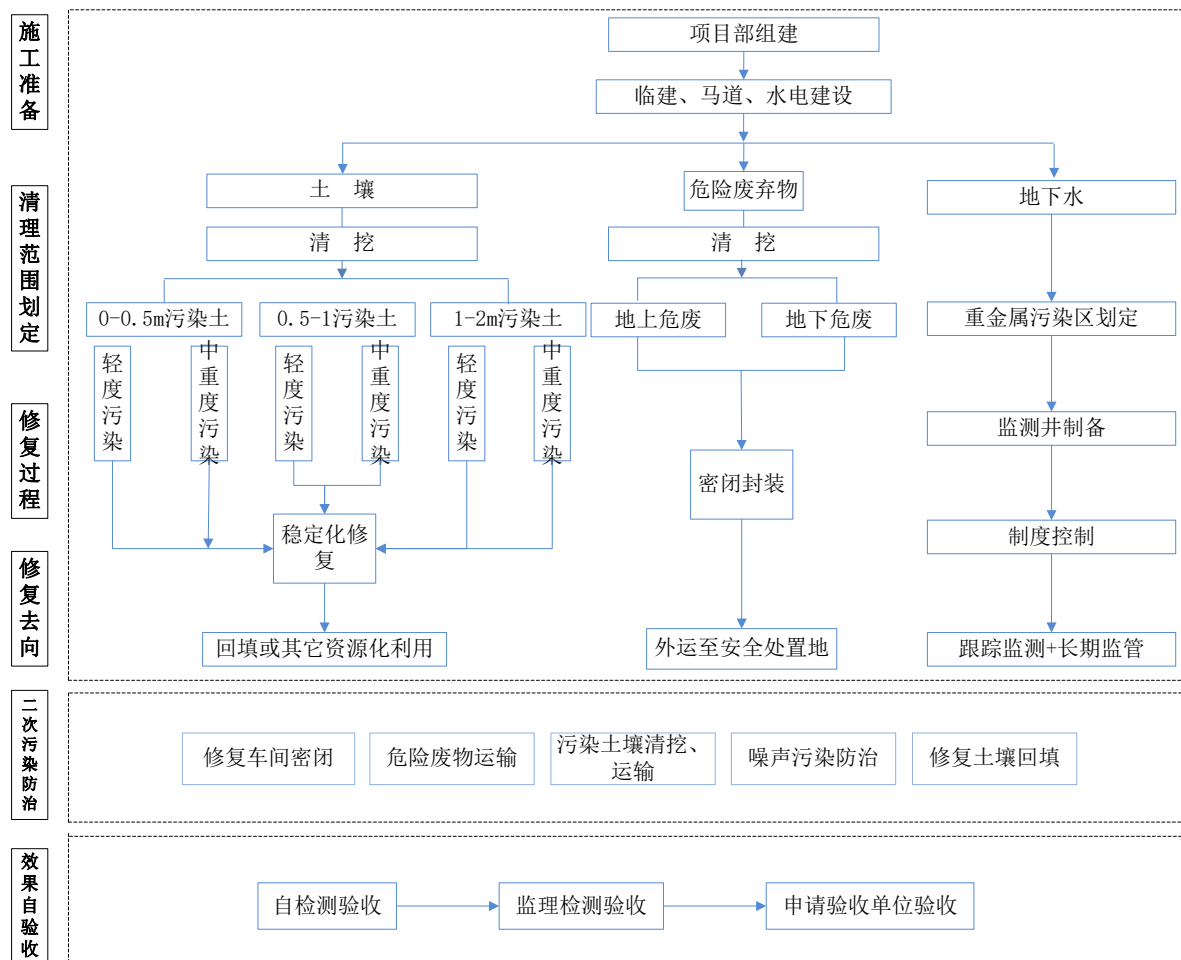 施工准备
项目部组建
临建、马道、水电建设
清理范围划定
土 壤
危险废弃物
地下水
清 挖
清 挖
0-0.5m污染土
0.5-1污染土
1-2m污染土
地上危废
地下危废
重金属污染区划定
轻度污染
中重度污染
轻度污染
中重度污染
轻度污染
中重度污染
修复过程
监测井制备
密闭封装
稳定化修
复
制度控制
修复去向
回填或其它资源化利用
外运至安全处置地
跟踪监测+长期监管
二次污染防治
修复车间密闭
危险废物运输
污染土壤清挖、
运输
噪声污染防治
修复土壤回填
效果自验收
自检测验收
监理检测验收
申请验收单位验收